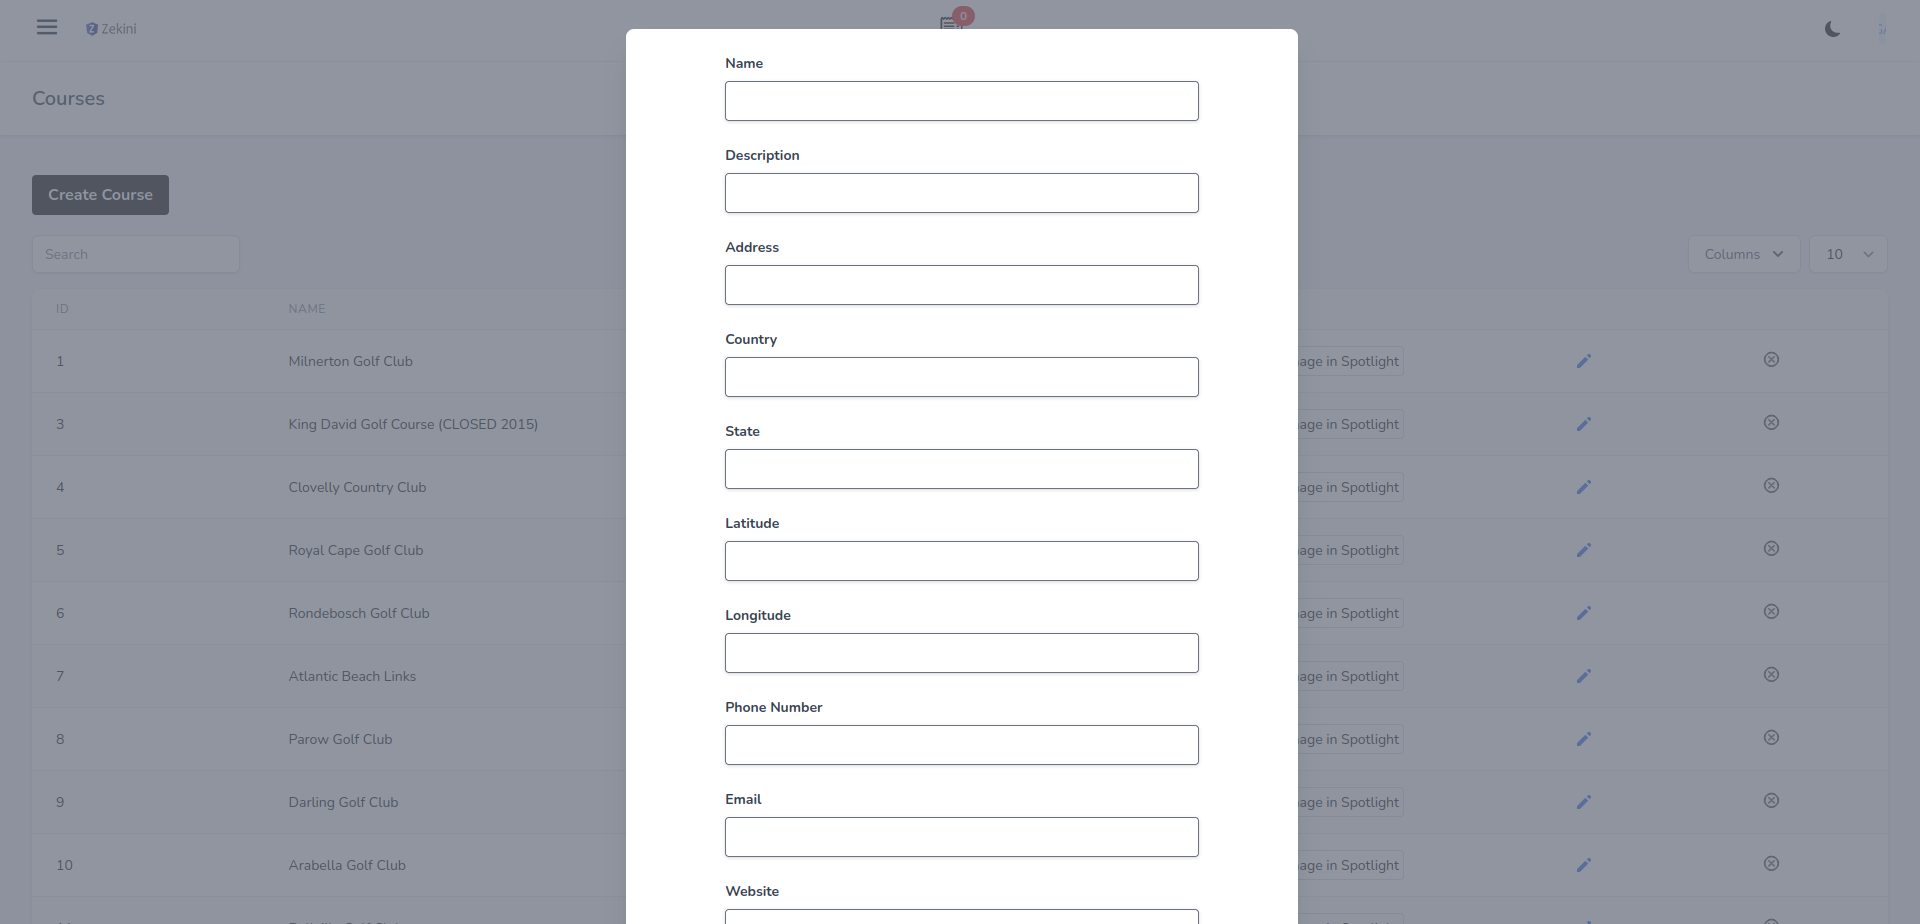 Zekini
0
Courses
Create Course
Search
Columns
10
ID
NAME
1
Milnerton Golf Club
age in Spotlight
3
King David Golf Course (CLOSED 2015)
age in Spotlight
4
Clovelly Country Club
age in Spotlight
5
Royal Cape Golf Club
age in Spotlight
6
Rondebosch Golf Club
age in Spotlight
7
Atlantic Beach Links
age in Spotlight
8
Parow Golf Club
age in Spotlight
9
Darling Golf Club
age in Spotlight
10
Arabella Golf Club
age in Spotlight
Name
Description
Address
Country
State
Latitude
Longitude
Phone Number
Email
Website